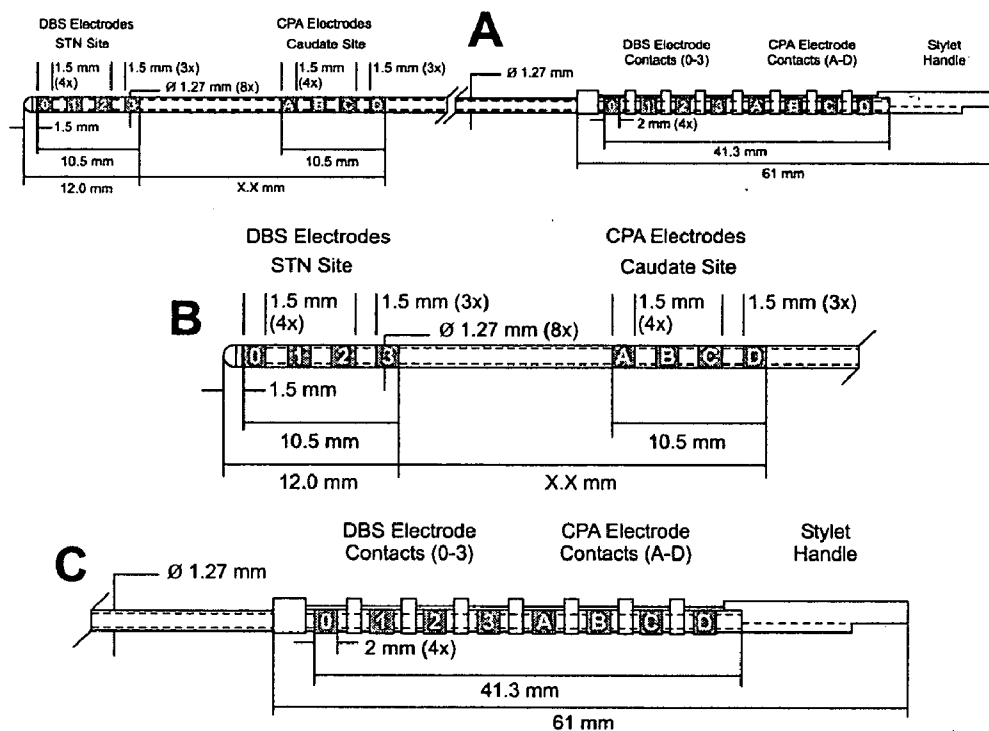 A
DBS Electrodes
STN Site
CPA Electrodes
Caudate Site
1.5 mm
(4x)
1.5 mm (3x)
Ø 1.27 mm (8x)
1.5 mm
(4x)
1.5 mm (3x)
Ø 1.27 mm
0 1 2 3
A B C D
1.5 mm
10.5 mm
10.5 mm
12.0 mm
X.X mm
DBS Electrode
Contacts (0-3)
CPA Electrode
Contacts (A-D)
Stylet
Handle
0 1 2 3 A B C D
2 mm (4x)
41.3 mm
61 mm
B
DBS Electrodes
STN Site
CPA Electrodes
Caudate Site
1.5 mm
(4x)
1.5 mm (3x)
Ø 1.27 mm (8x)
1.5 mm
(4x)
1.5 mm (3x)
0 1 2 3
A B C D
1.5 mm
10.5 mm
10.5 mm
12.0 mm
X.X mm
C
DBS Electrode
Contacts (0-3)
CPA Electrode
Contacts (A-D)
Stylet
Handle
Ø 1.27 mm
0 1 2 3 A B C D
2 mm (4x)
41.3 mm
61 mm